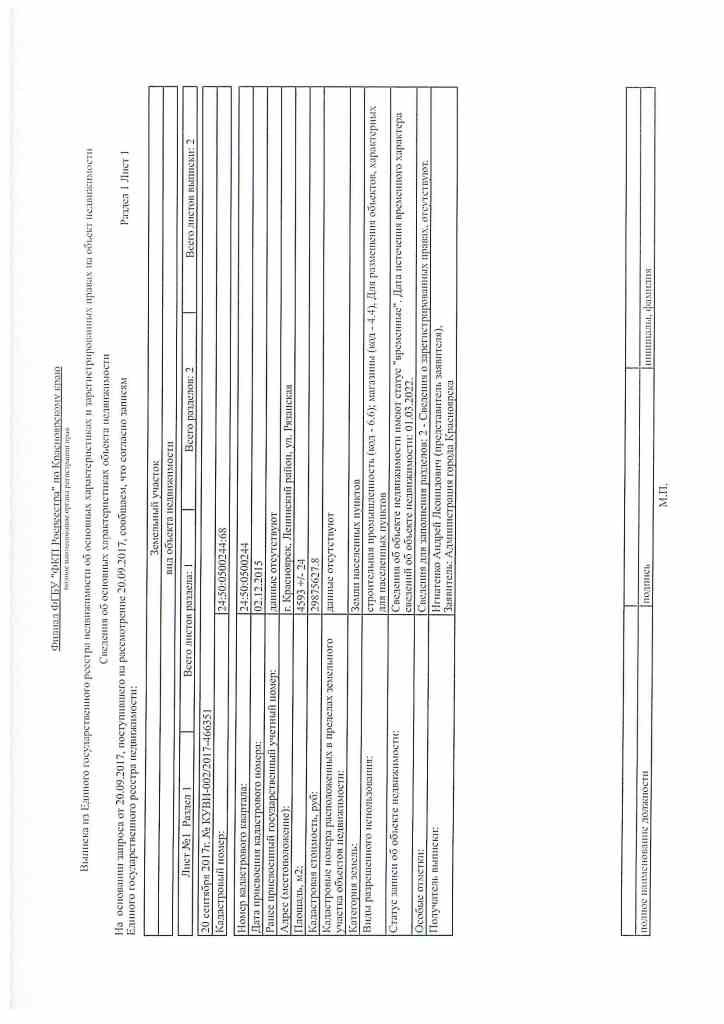 Филиал ФГБУ "ФКП Росреестра" по Красноярскому краю
полное наименование органа регистрации прав
Выписка из Единого государственного реестра недвижимости об основных характеристиках и зарегистрированных правах на объект недвижимости
Сведения об основных характеристиках объекта недвижимости
На основании запроса от 20.09.2017, поступившего на рассмотрение 20.09.2017, сообщаем, что согласно записям
Единого государственного реестра недвижимости:
Раздел 1 Лист 1
Земельный участок
вид объекта недвижимости
Лист №1 Раздел 1
Всего листов раздела: 1
Всего разделов: 2
Всего листов выписки: 2
20 сентября 2017г. № КУВИ-002/2017-466351
Кадастровый номер:
24:50:0500244:68
Номер кадастрового квартала:
24:50:0500244
Дата присвоения кадастрового номера:
02.12.2015
Ранее присвоенный государственный учетный номер:
данные отсутствуют
Адрес (местоположение):
г. Красноярск, Ленинский район, ул. Рязанская
Площадь, м2:
4593 +/- 24
Кадастровая стоимость, руб:
29875627.8
Кадастровые номера расположенных в пределах земельного
участка объектов недвижимости:
данные отсутствуют
Категория земель:
Земли населенных пунктов
Виды разрешенного использования:
строительная промышленность (код - 6.6); магазины (код - 4.4), Для размещения объектов, характерных
для населенных пунктов
Статус записи об объекте недвижимости:
Сведения об объекте недвижимости имеют статус "временные". Дата истечения временного характера
сведений об объекте недвижимости: 01.03.2022.
Особые отметки:
Сведения для заполнения разделов: 2 - Сведения о зарегистрированных правах, отсутствуют.
Получатель выписки:
Игнатенко Андрей Леонидович (представитель заявителя),
Заявитель: Администрация города Красноярска
полное наименование должности
подпись
инициалы, фамилия
М.П.